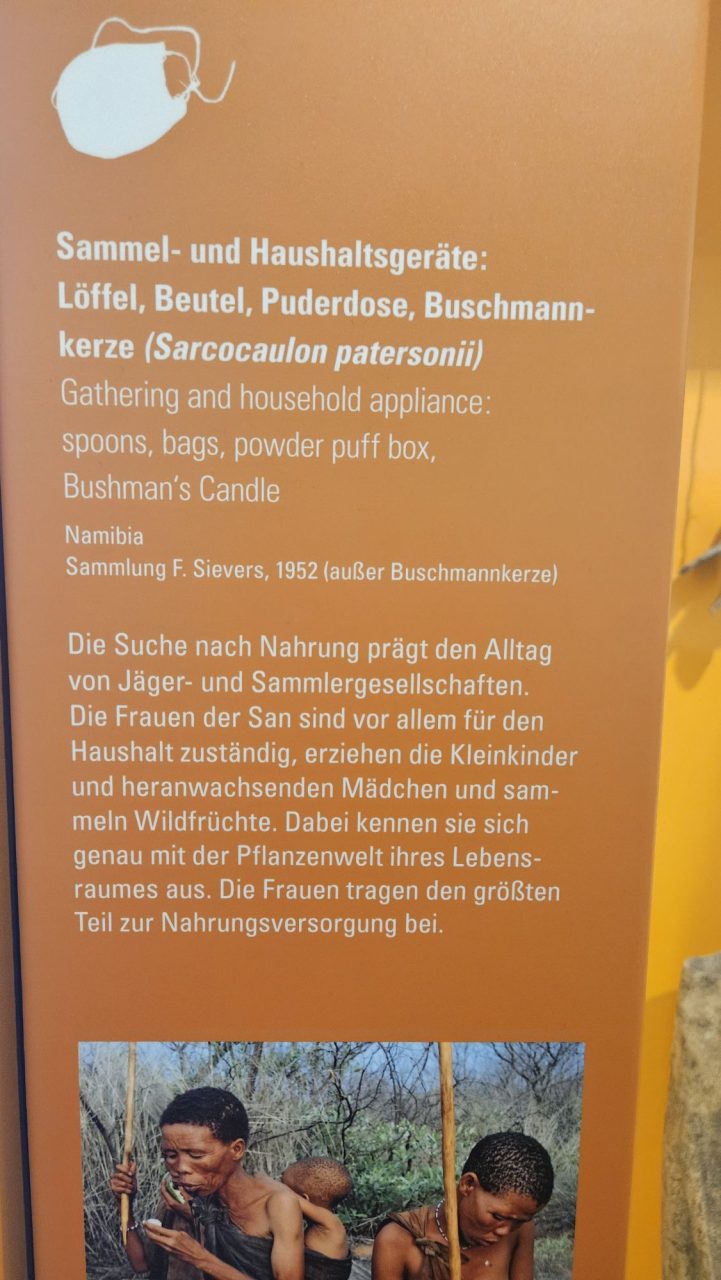 Sammel- und Haushaltsgeräte:
Löffel, Beutel, Puderdose, Buschmann-
kerze (Sarcocaulon patersonii)
Gathering and household appliance:
spoons, bags, powder puff box,
Bushman‘s Candle
Namibia
Sammlung F. Sievers, 1952 (außer Buschmannkerze)
Die Suche nach Nahrung prägt den Alltag
von Jäger- und Sammlergesellschaften.
Die Frauen der San sind vor allem für den
Haushalt zuständig, erziehen die Kleinkinder
und heranwachsenden Mädchen und sam-
meln Wildfrüchte. Dabei kennen sie sich
genau mit der Pflanzenwelt ihres Lebens-
raumes aus. Die Frauen tragen den größten
Teil zur Nahrungsversorgung bei.